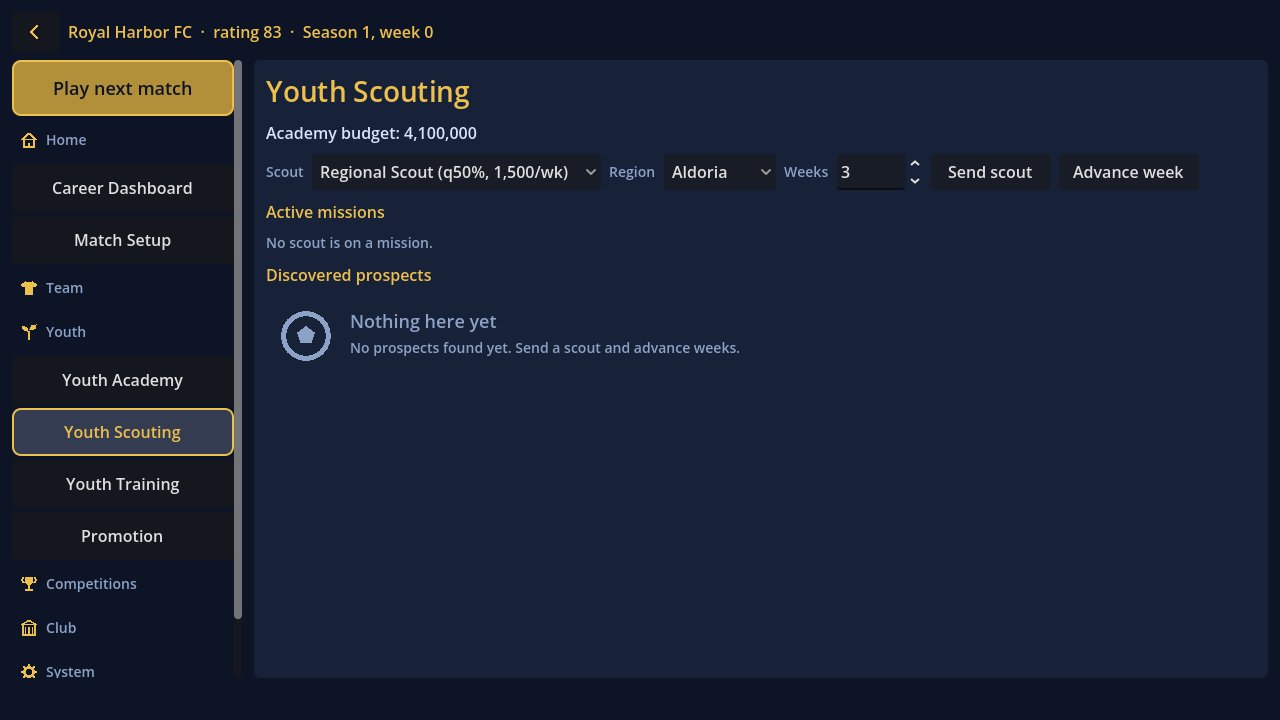 Royal Harbor FC · rating 83 · Season 1, week 0
Play next match
Home
Career Dashboard
Match Setup
Team
Youth
Youth Academy
Youth Scouting
Youth Training
Promotion
Competitions
Club
System
Youth Scouting
Academy budget: 4,100,000
Scout Regional Scout (q50%, 1,500/wk) Region Aldoria Weeks 3 Send scout Advance week
Active missions
No scout is on a mission.
Discovered prospects
Nothing here yet
No prospects found yet. Send a scout and advance weeks.